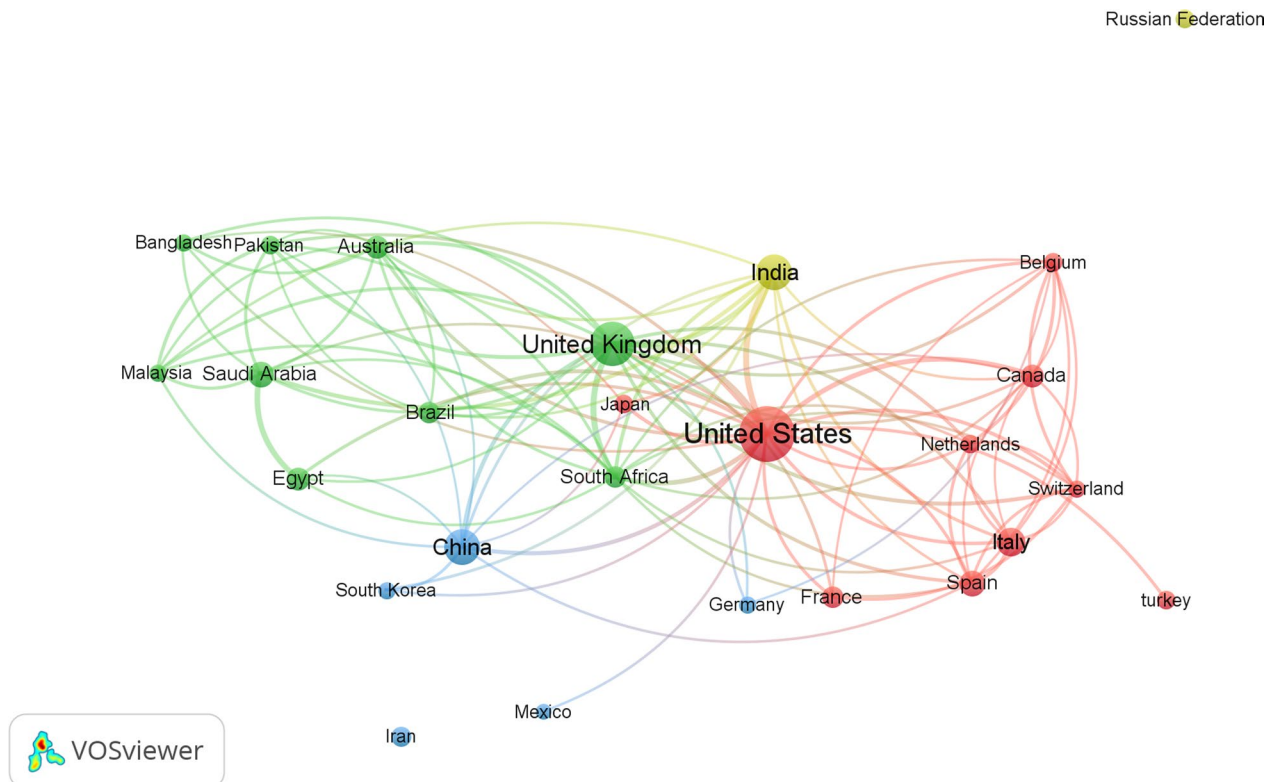 Russian Federation
Bangladesh
Pakistan
Australia
India
Belgium
United Kingdom
Malaysia
Saudi Arabia
Canada
Brazil
Japan
United States
Netherlands
Egypt
South Africa
Switzerland
China
Italy
South Korea
Germany
France
Spain
turkey
Mexico
Iran
VOSviewer